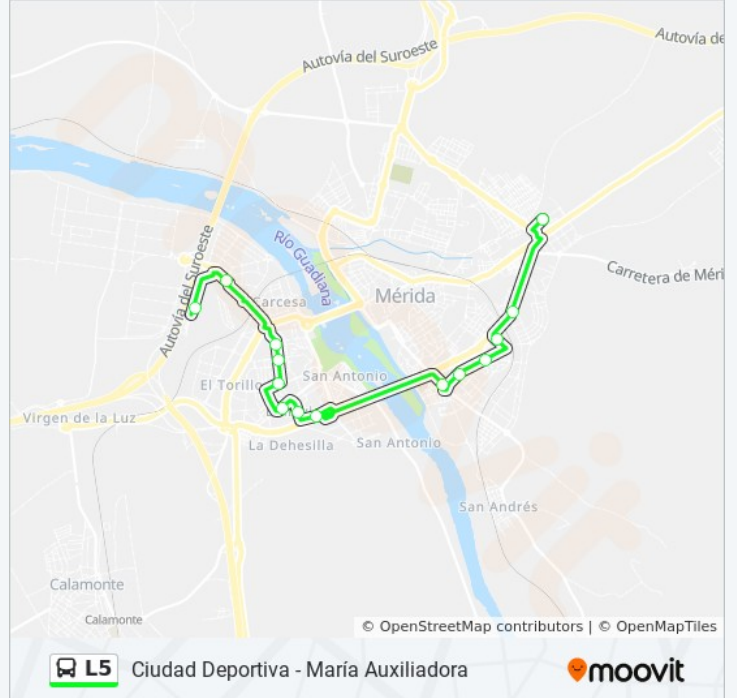 Autovía del Suroeste
Autovía de
Río Guadiana
Autovía del Suroeste
Carretera de Méri
Carcesa
Mérida
El Torillo
San Antonio
Virgen de la Luz
La Dehesilla
San Antonio
San Andrés
Calamonte
Calamonte
© OpenStreetMap contributors | © OpenMapTiles
L5 Ciudad Deportiva - María Auxiliadora
moovit